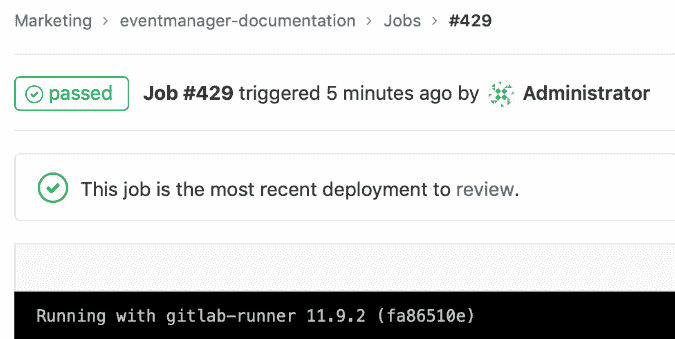 Marketing > eventmanager-documentation > Jobs > #429
passed Job #429 triggered 5 minutes ago by Administrator
This job is the most recent deployment to review.
Running with gitlab-runner 11.9.2 (fa86510e)